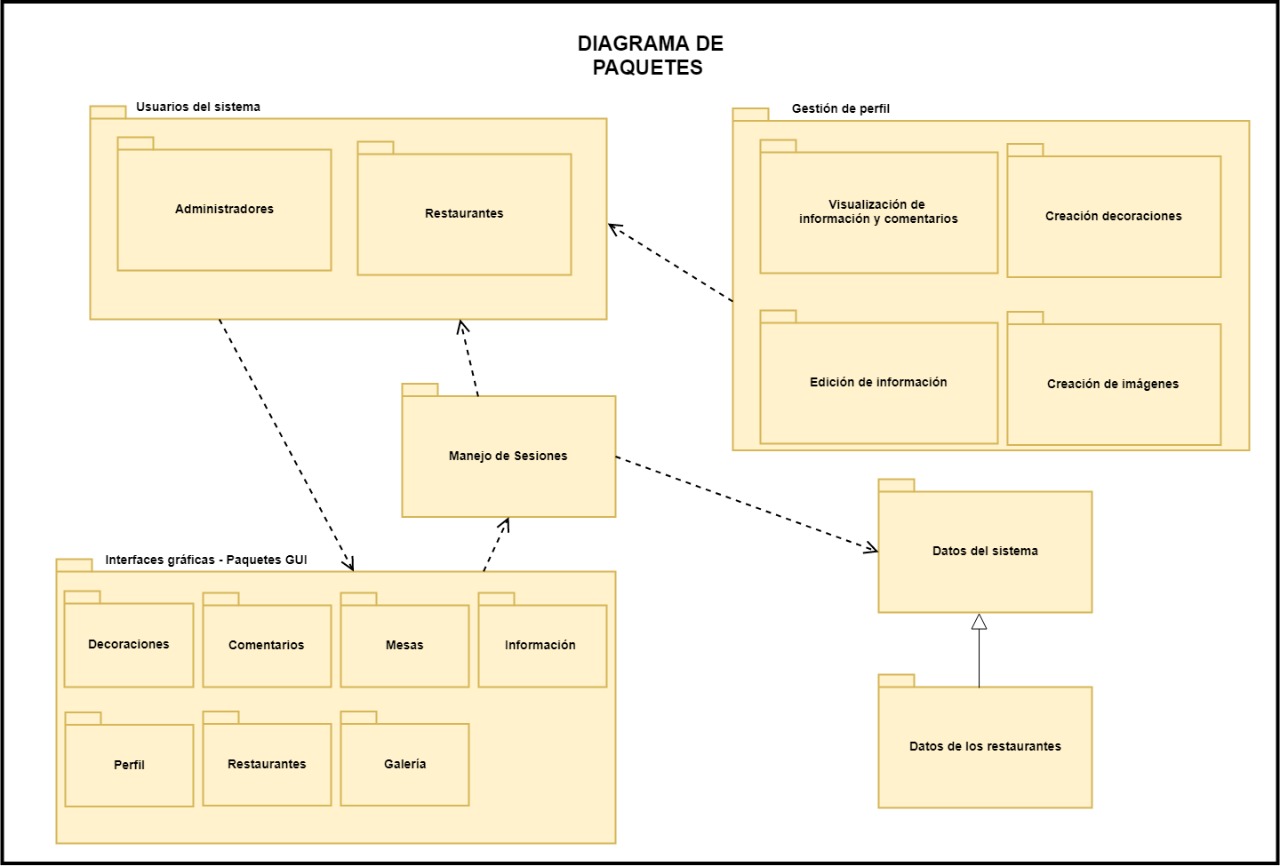 DIAGRAMA DE
PAQUETES
Usuarios del sistema
Administradores
Restaurantes
Gestión de perfil
Visualización de
información y comentarios
Creación decoraciones
Edición de información
Creación de imágenes
Manejo de Sesiones
Datos del sistema
Datos de los restaurantes
Interfaces gráficas - Paquetes GUI
Decoraciones
Comentarios
Mesas
Información
Perfil
Restaurantes
Galería